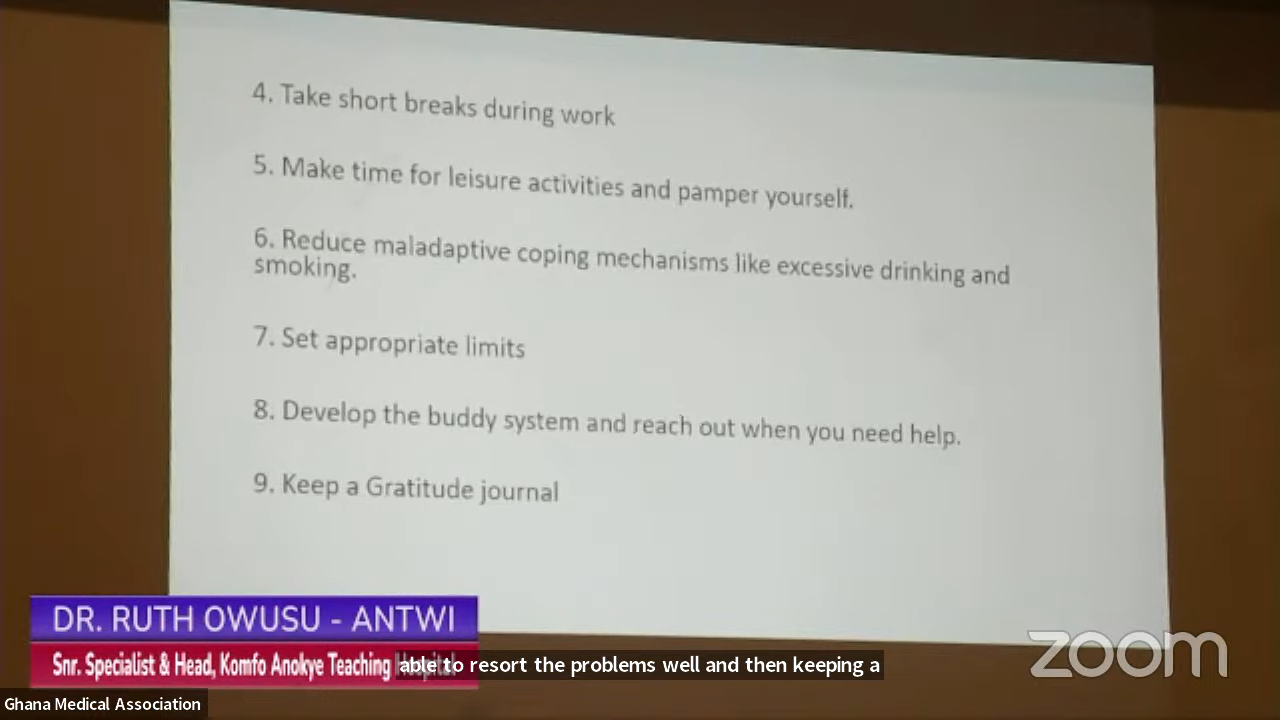 4. Take short breaks during work
5. Make time for leisure activities and pamper yourself.
6. Reduce maladaptive coping mechanisms like excessive drinking and
smoking.
7. Set appropriate limits
8. Develop the buddy system and reach out when you need help.
9. Keep a Gratitude journal
DR. RUTH OWUSU - ANTWI
Snr. Specialist & Head, Komfo Anokye Teaching Hospital
able to resort the problems well and then keeping a
zoom
Ghana Medical Association